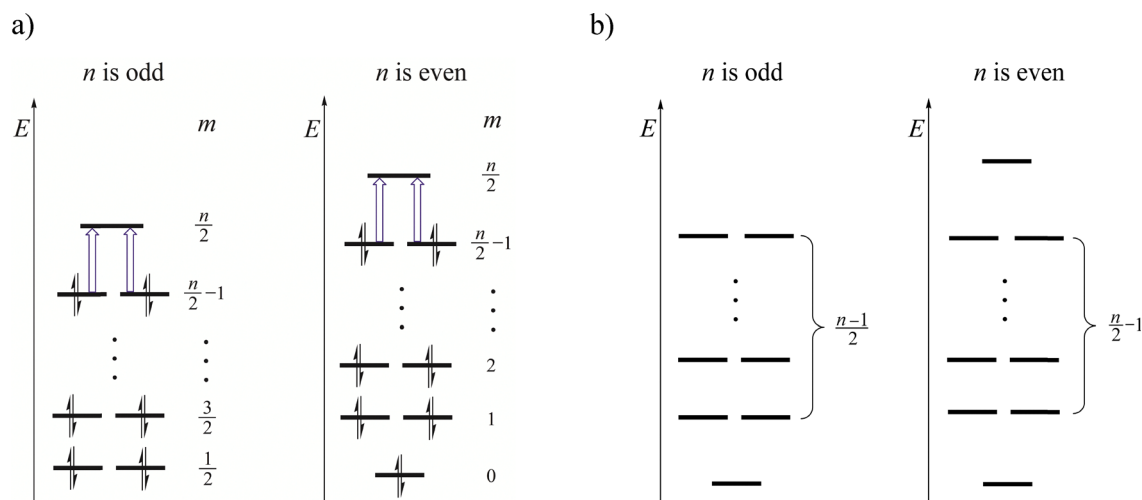 a)
n is odd
E
m
n/2
n/2 –1
3/2
1/2
n is even
E
m
n/2
n/2 –1
2
1
0
b)
n is odd
E
n–1/2
n is even
E
n/2 –1